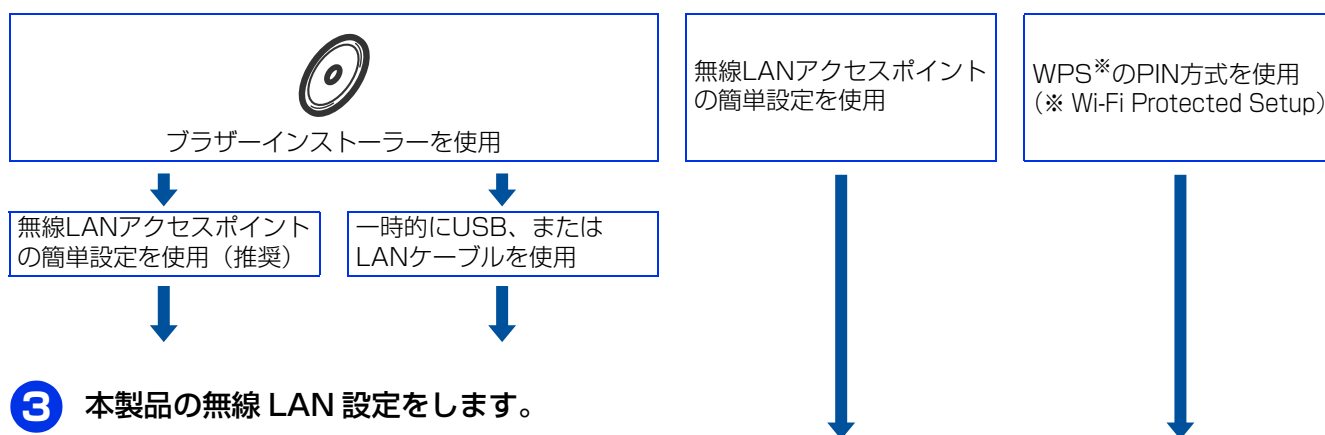 ブラザーインストーラーを使用
無線LANアクセスポイント
の簡単設定を使用（推奨）
一時的にUSB、または
LANケーブルを使用
無線LANアクセスポイント
の簡単設定を使用
WPS※のPIN方式を使用
（※ Wi-Fi Protected Setup）
3 本製品の無線 LAN 設定をします。